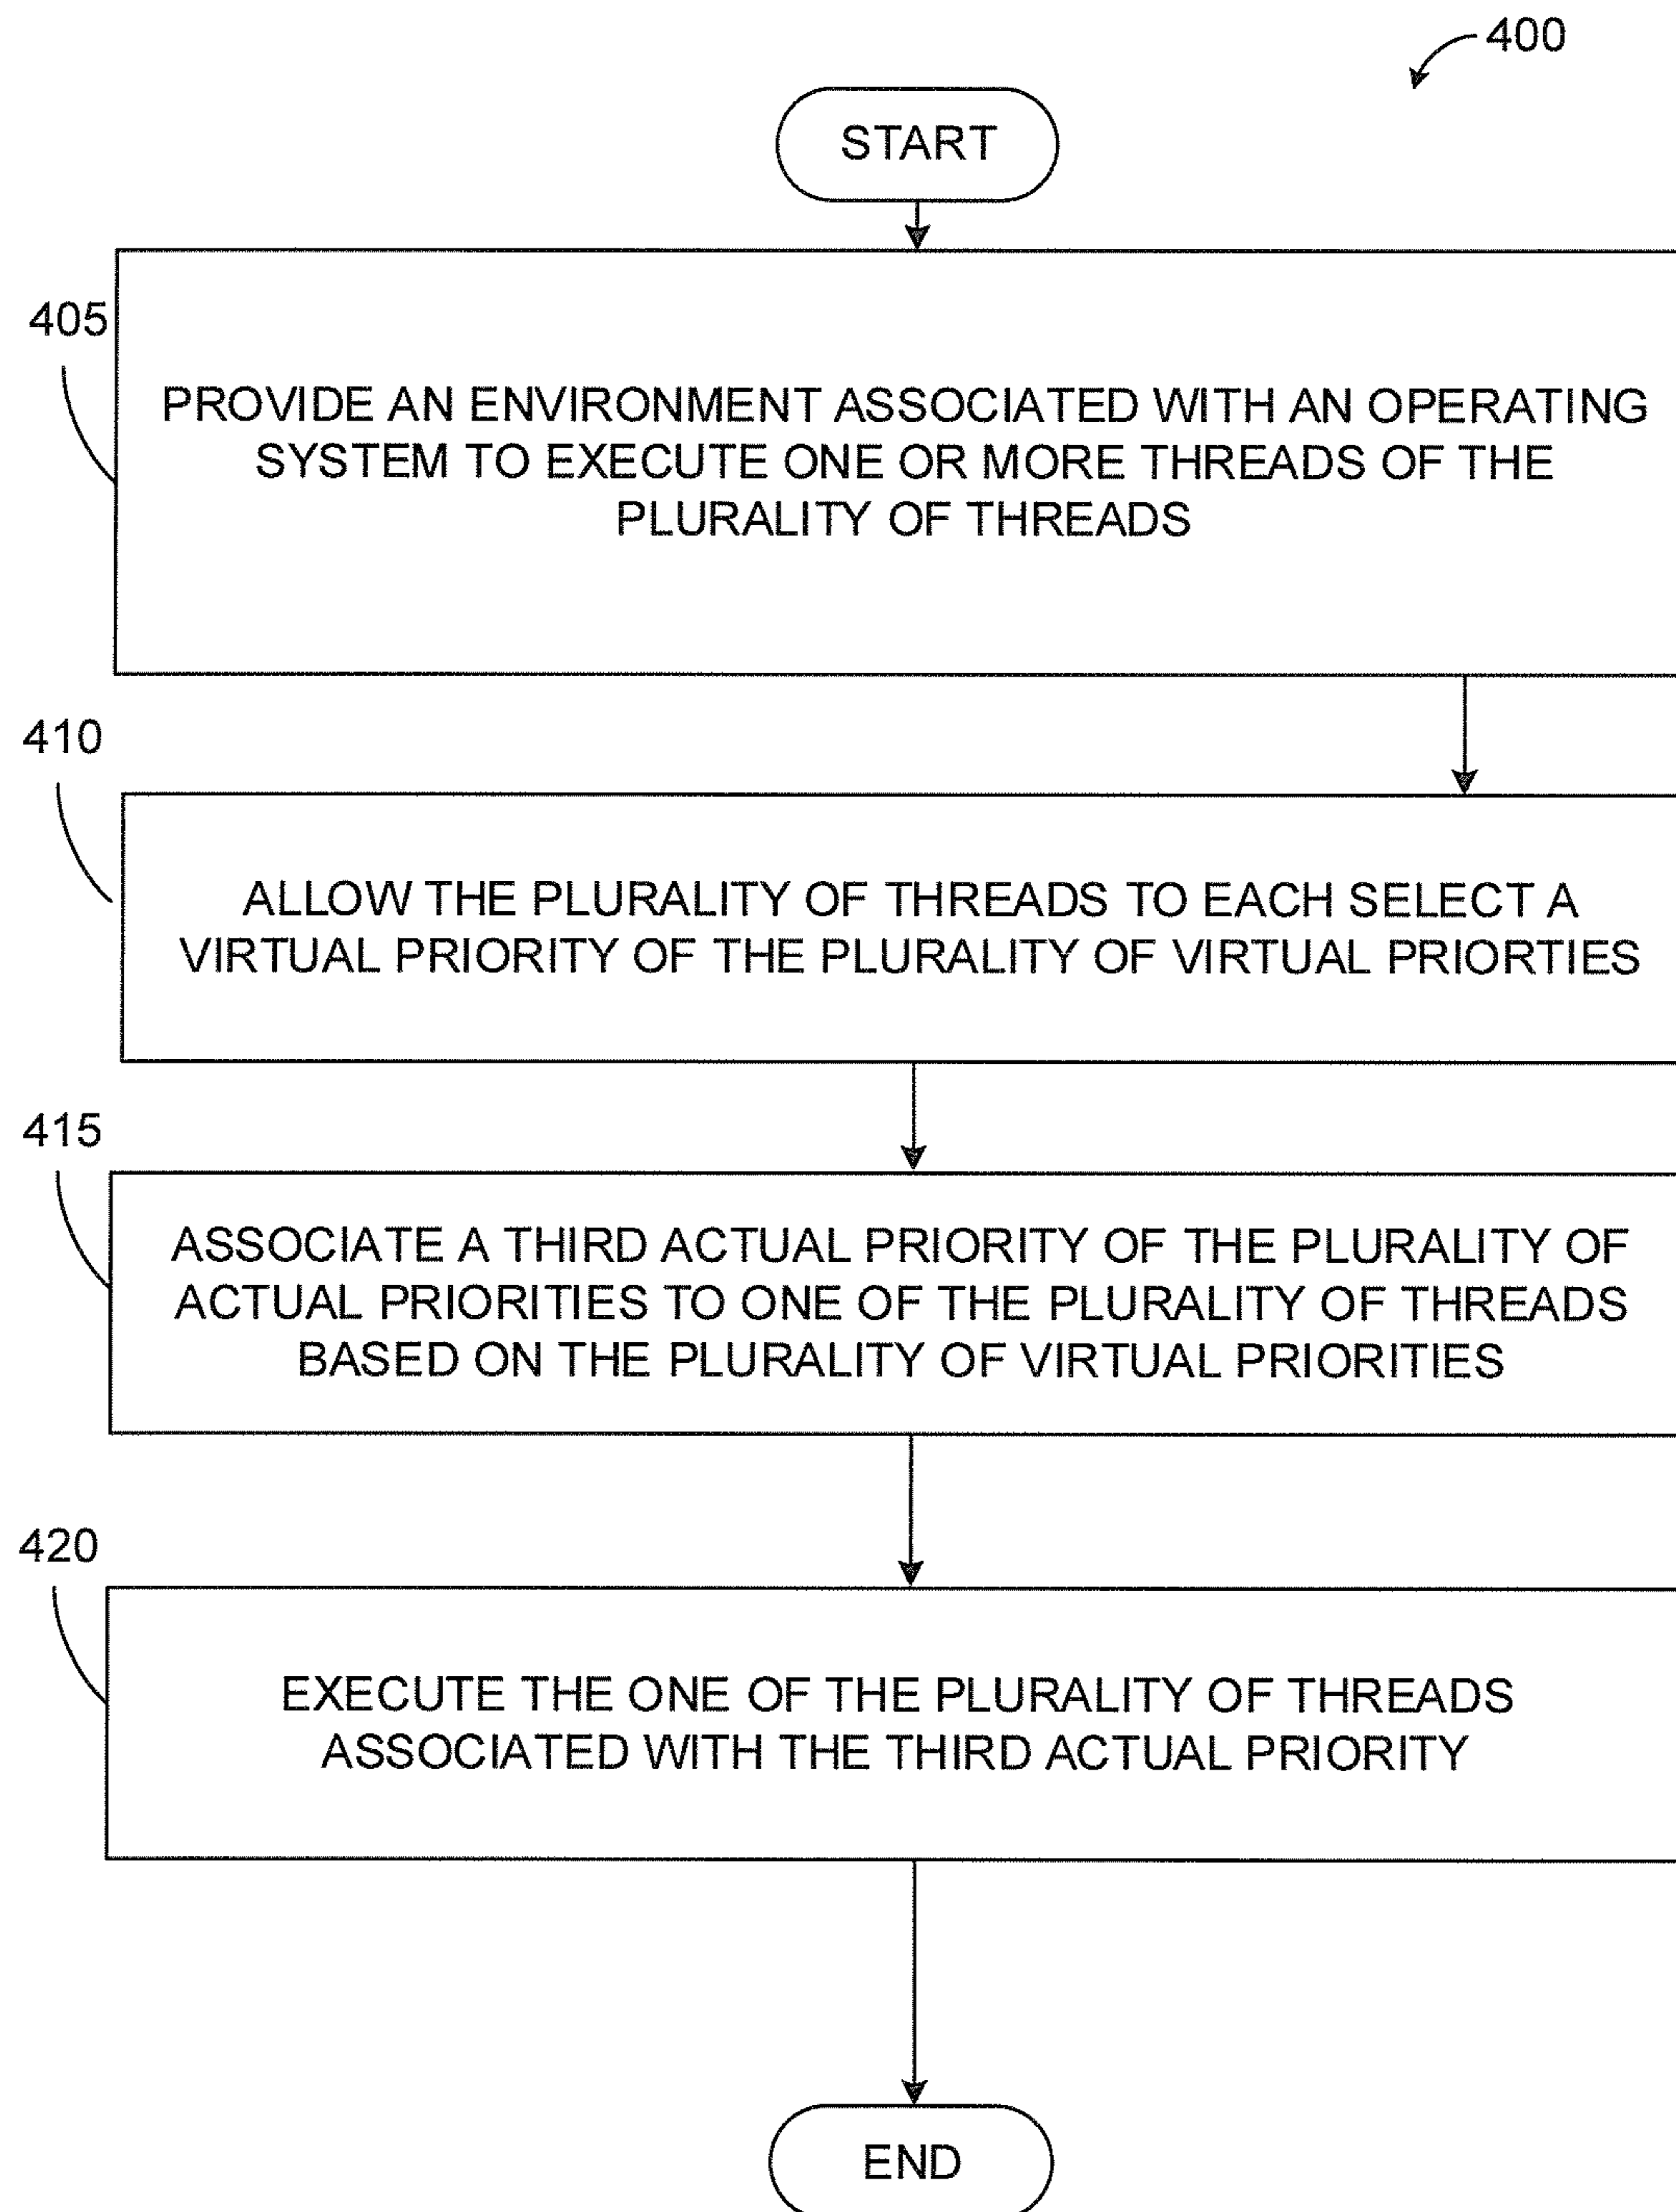 400
START
405
PROVIDE AN ENVIRONMENT ASSOCIATED WITH AN OPERATING
SYSTEM TO EXECUTE ONE OR MORE THREADS OF THE
PLURALITY OF THREADS
410
ALLOW THE PLURALITY OF THREADS TO EACH SELECT A
VIRTUAL PRIORITY OF THE PLURALITY OF VIRTUAL PRIORTIES
415
ASSOCIATE A THIRD ACTUAL PRIORITY OF THE PLURALITY OF
ACTUAL PRIORITIES TO ONE OF THE PLURALITY OF THREADS
BASED ON THE PLURALITY OF VIRTUAL PRIORITIES
420
EXECUTE THE ONE OF THE PLURALITY OF THREADS
ASSOCIATED WITH THE THIRD ACTUAL PRIORITY
END